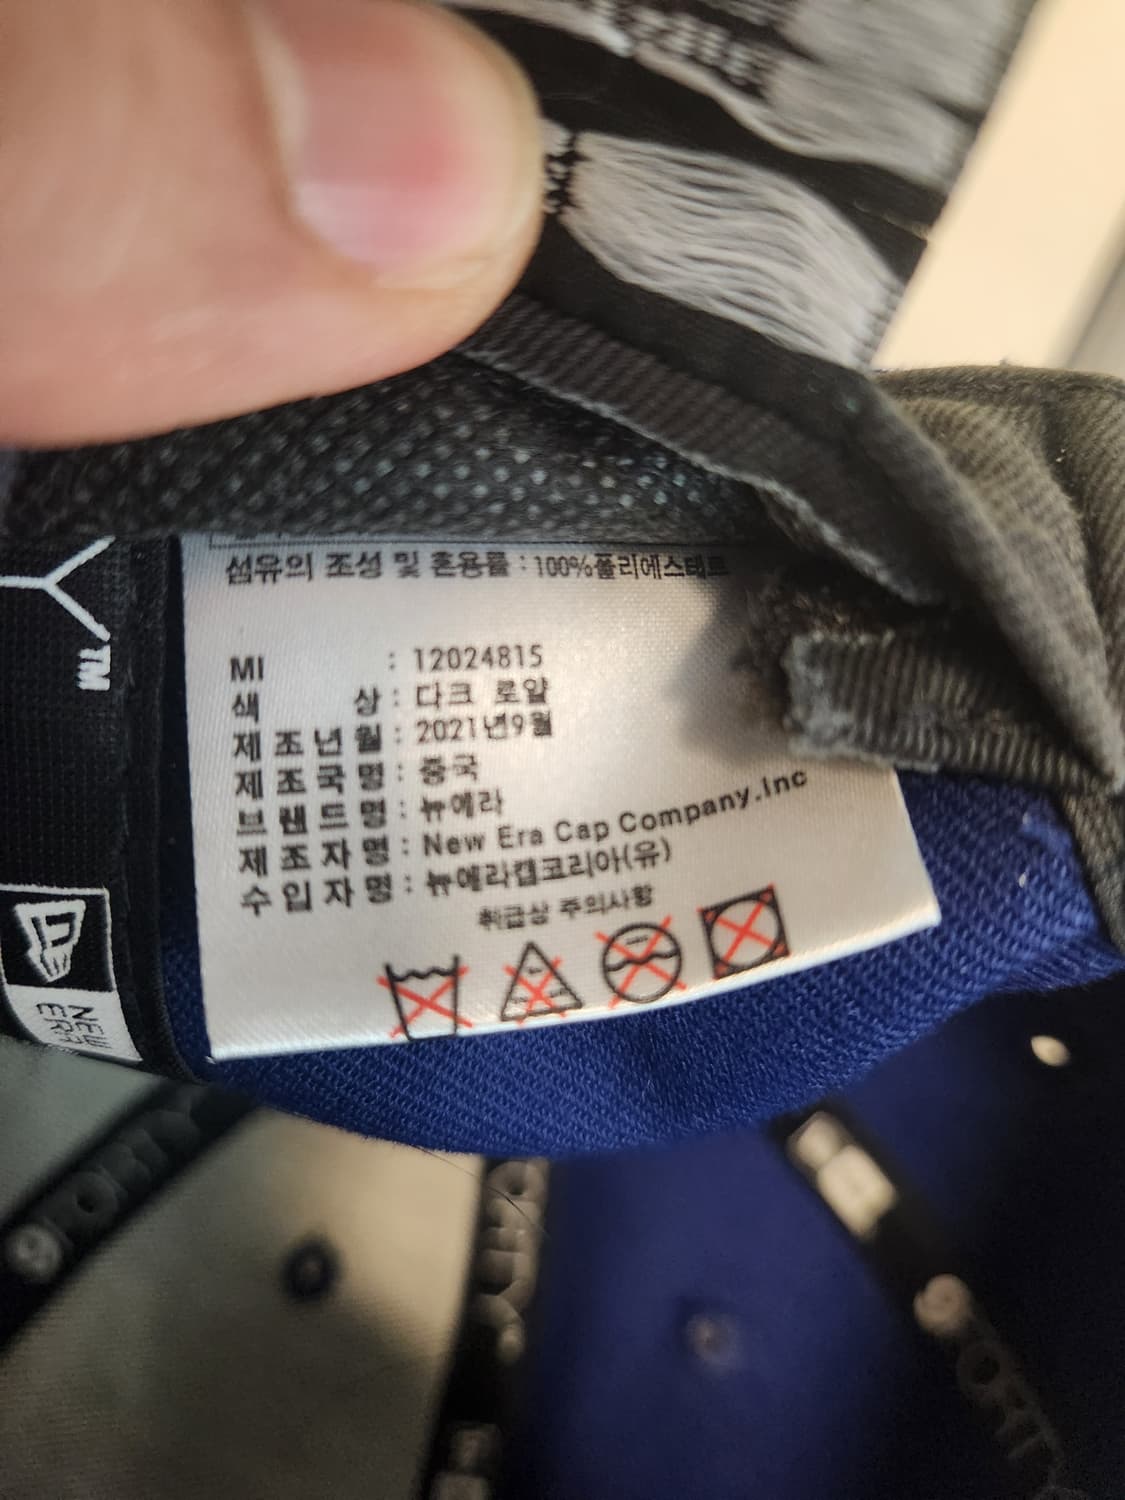 섬유의 조성 및 혼용률 : 100%폴리에스테르
MI : 12024815
색 상 : 다크 로얄
제 조 년 월 : 2021년9월
제 조 국 명 : 중국
브 랜 드 명 : 뉴에라
제 조 자 명 : New Era Cap Company.Inc
수 입 자 명 : 뉴에라캡코리아(유)
취급상 주의사항
Y™
NEW
ERA
9FORTY